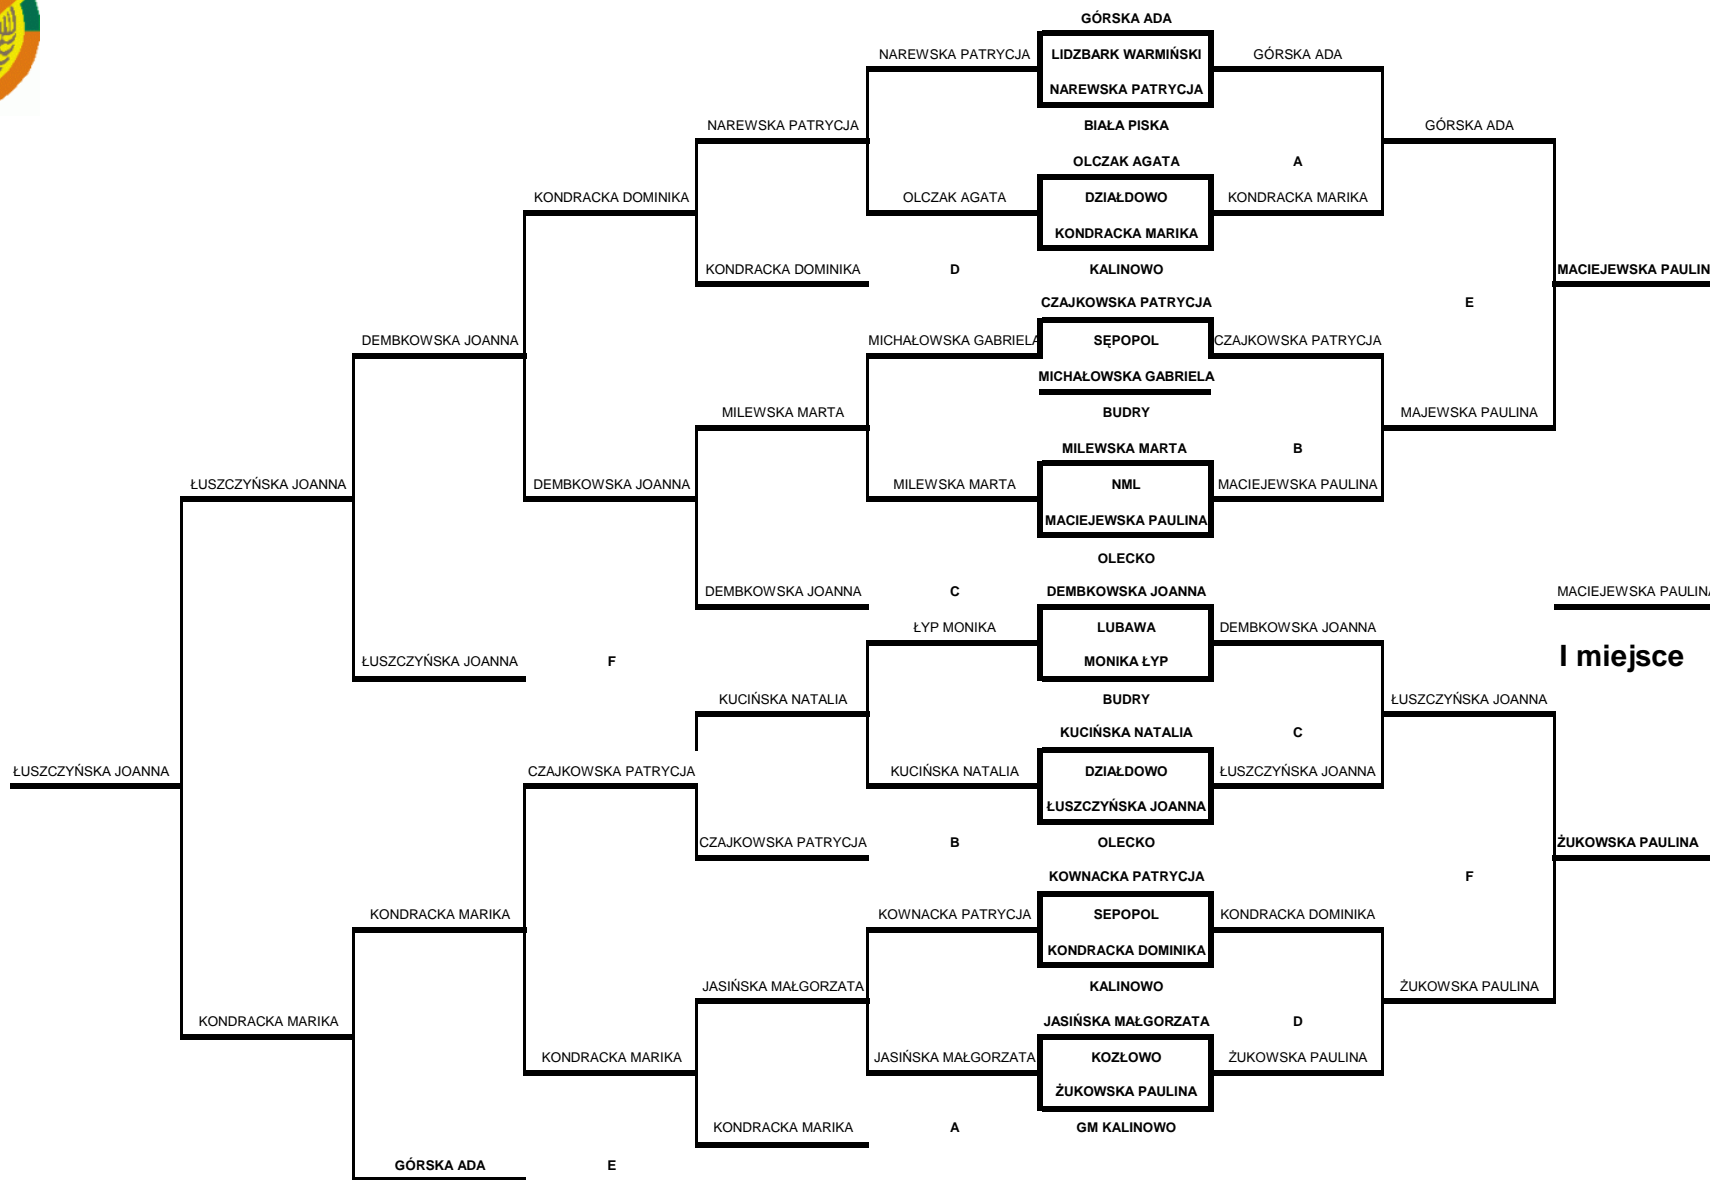 GÓRSKA ADA
NAREWSKA PATRYCJA LIDZBARK WARMIŃSKI GÓRSKA ADA
NAREWSKA PATRYCJA
NAREWSKA PATRYCJA BIAŁA PISKA GÓRSKA ADA
OLCZAK AGATA A
KONDRACKA DOMINIKA OLCZAK AGATA DZIAŁDOWO KONDRACKA MARIKA
KONDRACKA MARIKA
KONDRACKA DOMINIKA D KALINOWO MACIEJEWSKA PAULIN
CZAJKOWSKA PATRYCJA E
DEMBKOWSKA JOANNA MICHAŁOWSKA GABRIELA SĘPOPOL CZAJKOWSKA PATRYCJA
MICHAŁOWSKA GABRIELA
MILEWSKA MARTA BUDRY MAJEWSKA PAULINA
MILEWSKA MARTA B
ŁUSZCZYŃSKA JOANNA DEMBKOWSKA JOANNA MILEWSKA MARTA NML MACIEJEWSKA PAULINA
MACIEJEWSKA PAULINA
OLECKO
DEMBKOWSKA JOANNA C DEMBKOWSKA JOANNA MACIEJEWSKA PAULINA
ŁYP MONIKA LUBAWA DEMBKOWSKA JOANNA
ŁUSZCZYŃSKA JOANNA F MONIKA ŁYP I miejsce
KUCIŃSKA NATALIA BUDRY ŁUSZCZYŃSKA JOANNA
KUCIŃSKA NATALIA C
ŁUSZCZYŃSKA JOANNA CZAJKOWSKA PATRYCJA KUCIŃSKA NATALIA DZIAŁDOWO ŁUSZCZYŃSKA JOANNA
ŁUSZCZYŃSKA JOANNA
CZAJKOWSKA PATRYCJA B OLECKO ŻUKOWSKA PAULINA
KOWNACKA PATRYCJA F
KONDRACKA MARIKA KOWNACKA PATRYCJA SEPOPOL KONDRACKA DOMINIKA
KONDRACKA DOMINIKA
JASIŃSKA MAŁGORZATA KALINOWO ŻUKOWSKA PAULINA
KONDRACKA MARIKA JASIŃSKA MAŁGORZATA D
KONDRACKA MARIKA JASIŃSKA MAŁGORZATA KOZŁOWO ŻUKOWSKA PAULINA
ŻUKOWSKA PAULINA
KONDRACKA MARIKA A GM KALINOWO
GÓRSKA ADA E